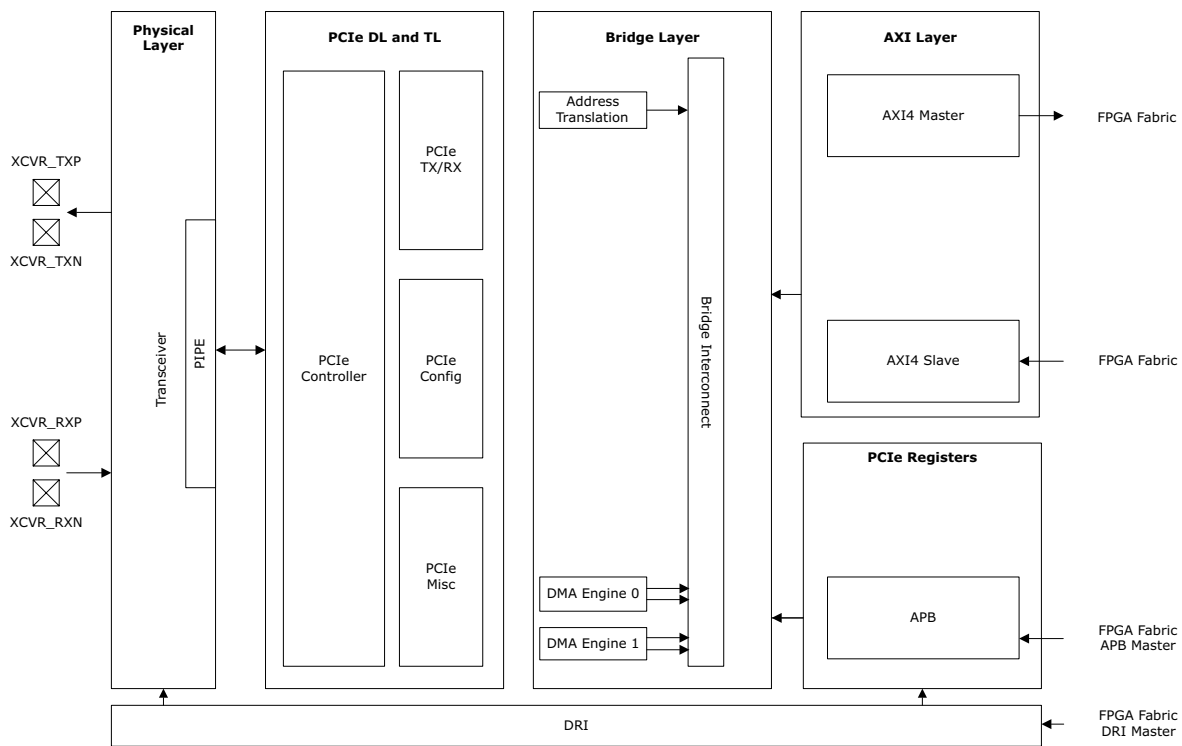 Physical
Layer
PCIe DL and TL
Bridge Layer
AXI Layer
Address
Translation
AXI4 Master
FPGA Fabric
PCIe
TX/RX
XCVR_TXP
XCVR_TXN
Transceiver
PIPE
PCIe
Controller
PCIe
Config
Bridge Interconnect
AXI4 Slave
FPGA Fabric
XCVR_RXP
XCVR_RXN
PCIe Registers
PCIe
Misc
DMA Engine 0
DMA Engine 1
APB
FPGA Fabric
APB Master
DRI
FPGA Fabric
DRI Master